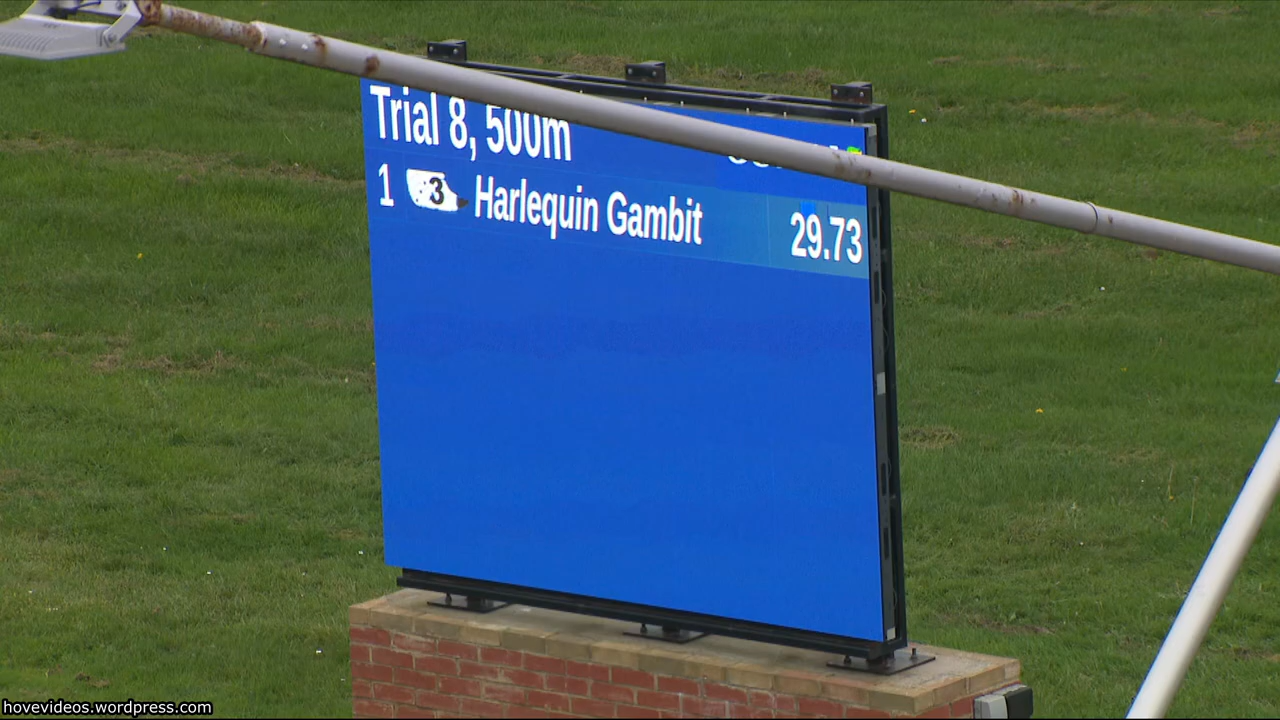 Trial 8, 500m
1 3 Harlequin Gambit 29.73
hovevideos.wordpress.com